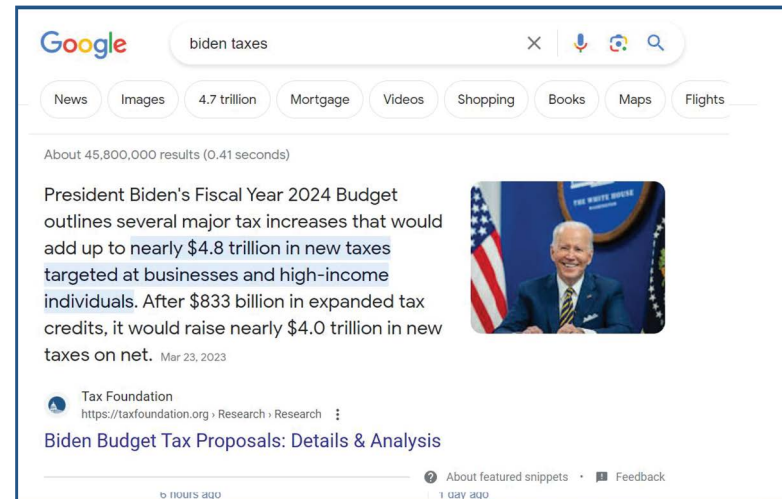 Google
biden taxes
News Images 4.7 trillion Mortgage Videos Shopping Books Maps Flights
About 45,800,000 results (0.41 seconds)
President Biden's Fiscal Year 2024 Budget
outlines several major tax increases that would
add up to nearly $4.8 trillion in new taxes
targeted at businesses and high-income
individuals. After $833 billion in expanded tax
credits, it would raise nearly $4.0 trillion in new
taxes on net. Mar 23, 2023
THE WHITE HOUSE
WASHINGTON
Tax Foundation
https://taxfoundation.org › Research › Research
Biden Budget Tax Proposals: Details & Analysis
About featured snippets • Feedback
6 hours ago 1 day ago